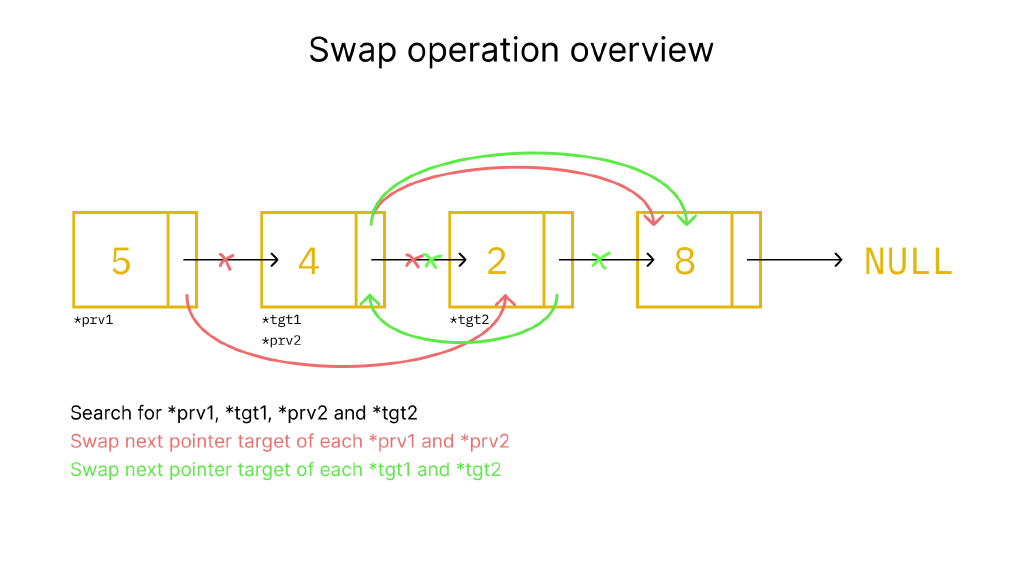 Swap operation overview
5
4
2
8
NULL
*prv1
*tgt1
*tgt2
*prv2
Search for *prv1, *tgt1, *prv2 and *tgt2
Swap next pointer target of each *prv1 and *prv2
Swap next pointer target of each *tgt1 and *tgt2